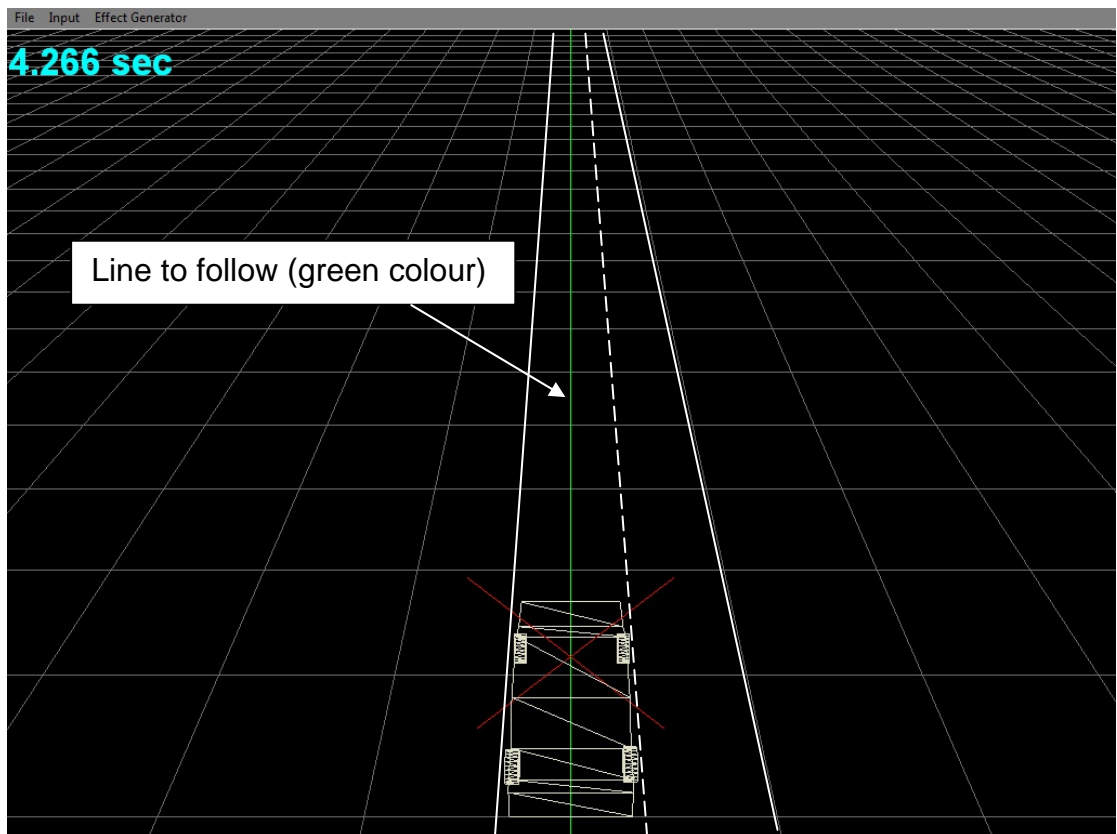 File Input Effect Generator
4.266 sec
Line to follow (green colour)